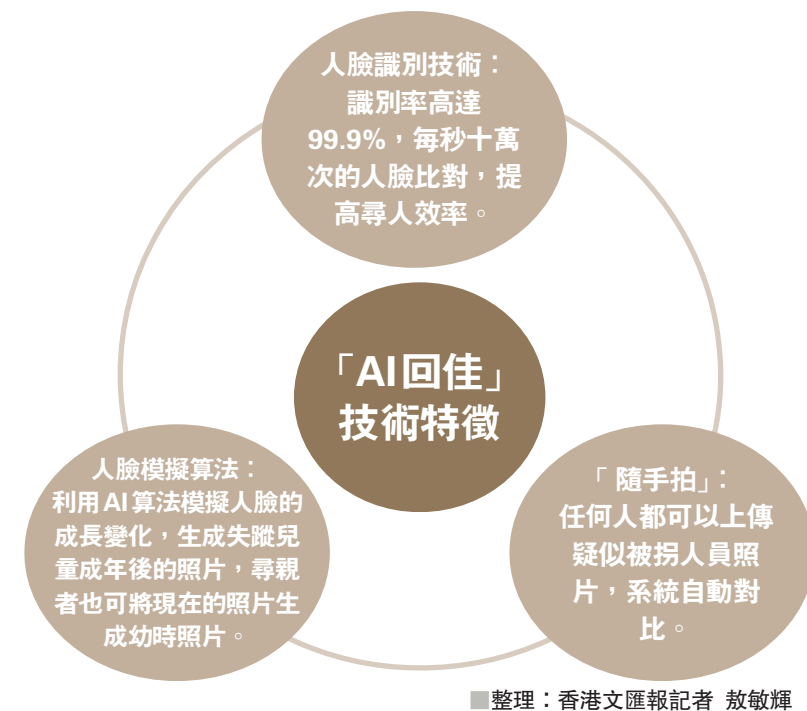 人臉識別技術：
識別率高達
99.9%，每秒十萬
次的人臉比對，提
高尋人效率。
「AI回佳」
技術特徵
人臉模擬算法：
利用AI算法模擬人臉的
成長變化，生成失蹤兒
童成年後的照片，尋親
者也可將現在的照片生
成幼時照片。
「隨手拍」：
任何人都可以上傳
疑似被拐人員照
片，系統自動對
比。
■整理：香港文匯報記者 敖敏輝